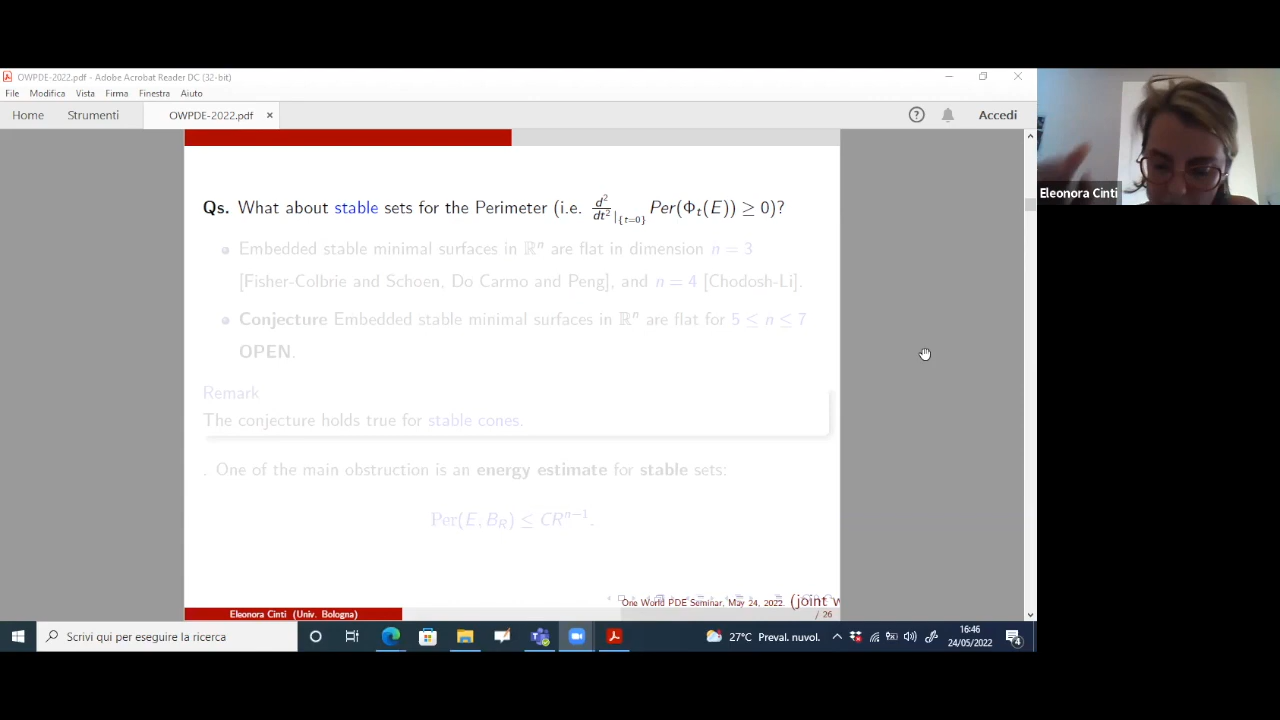 OWPDE-2022.pdf - Adobe Acrobat Reader DC (32-bit)
File Modifica Vista Firma Finestra Aiuto
Home Strumenti OWPDE-2022.pdf × Accedi
Eleonora Cinti
Qs. What about stable sets for the Perimeter (i.e. d²/dt² |{t=0} Per(Φt(E)) ≥ 0)?
Embedded stable minimal surfaces in ℝⁿ are flat in dimension n = 3
[Fisher-Colbrie and Schoen, Do Carmo and Peng], and n = 4 [Chodosh-Li].
Conjecture Embedded stable minimal surfaces in ℝⁿ are flat for 5 ≤ n ≤ 7
OPEN.
Remark
The conjecture holds true for stable cones.
. One of the main obstruction is an energy estimate for stable sets:
Per(E, B_R) ≤ CRⁿ⁻¹.
One World PDE Seminar, May 24, 2022. (joint w
Eleonora Cinti (Univ. Bologna) / 26
Scrivi qui per eseguire la ricerca
27°C Preval. nuvol.
16:46
24/05/2022
4